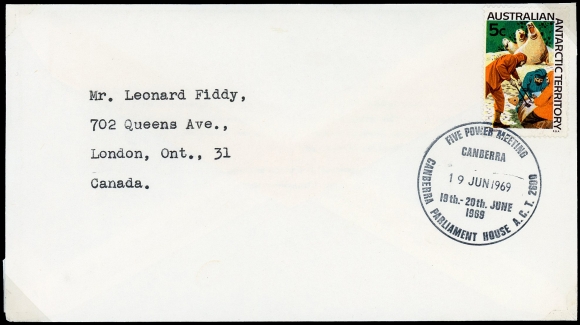 AUSTRALIAN
ANTARCTIC TERRITORY
5c
Mr. Leonard Fiddy,
702 Queens Ave.,
London, Ont., 31
Canada.
FIVE POWER MEETING
CANBERRA
19 JUN 1969
19th.-20th. JUNE
1969
CANBERRA PARLIAMENT HOUSE A.C.T. 2600